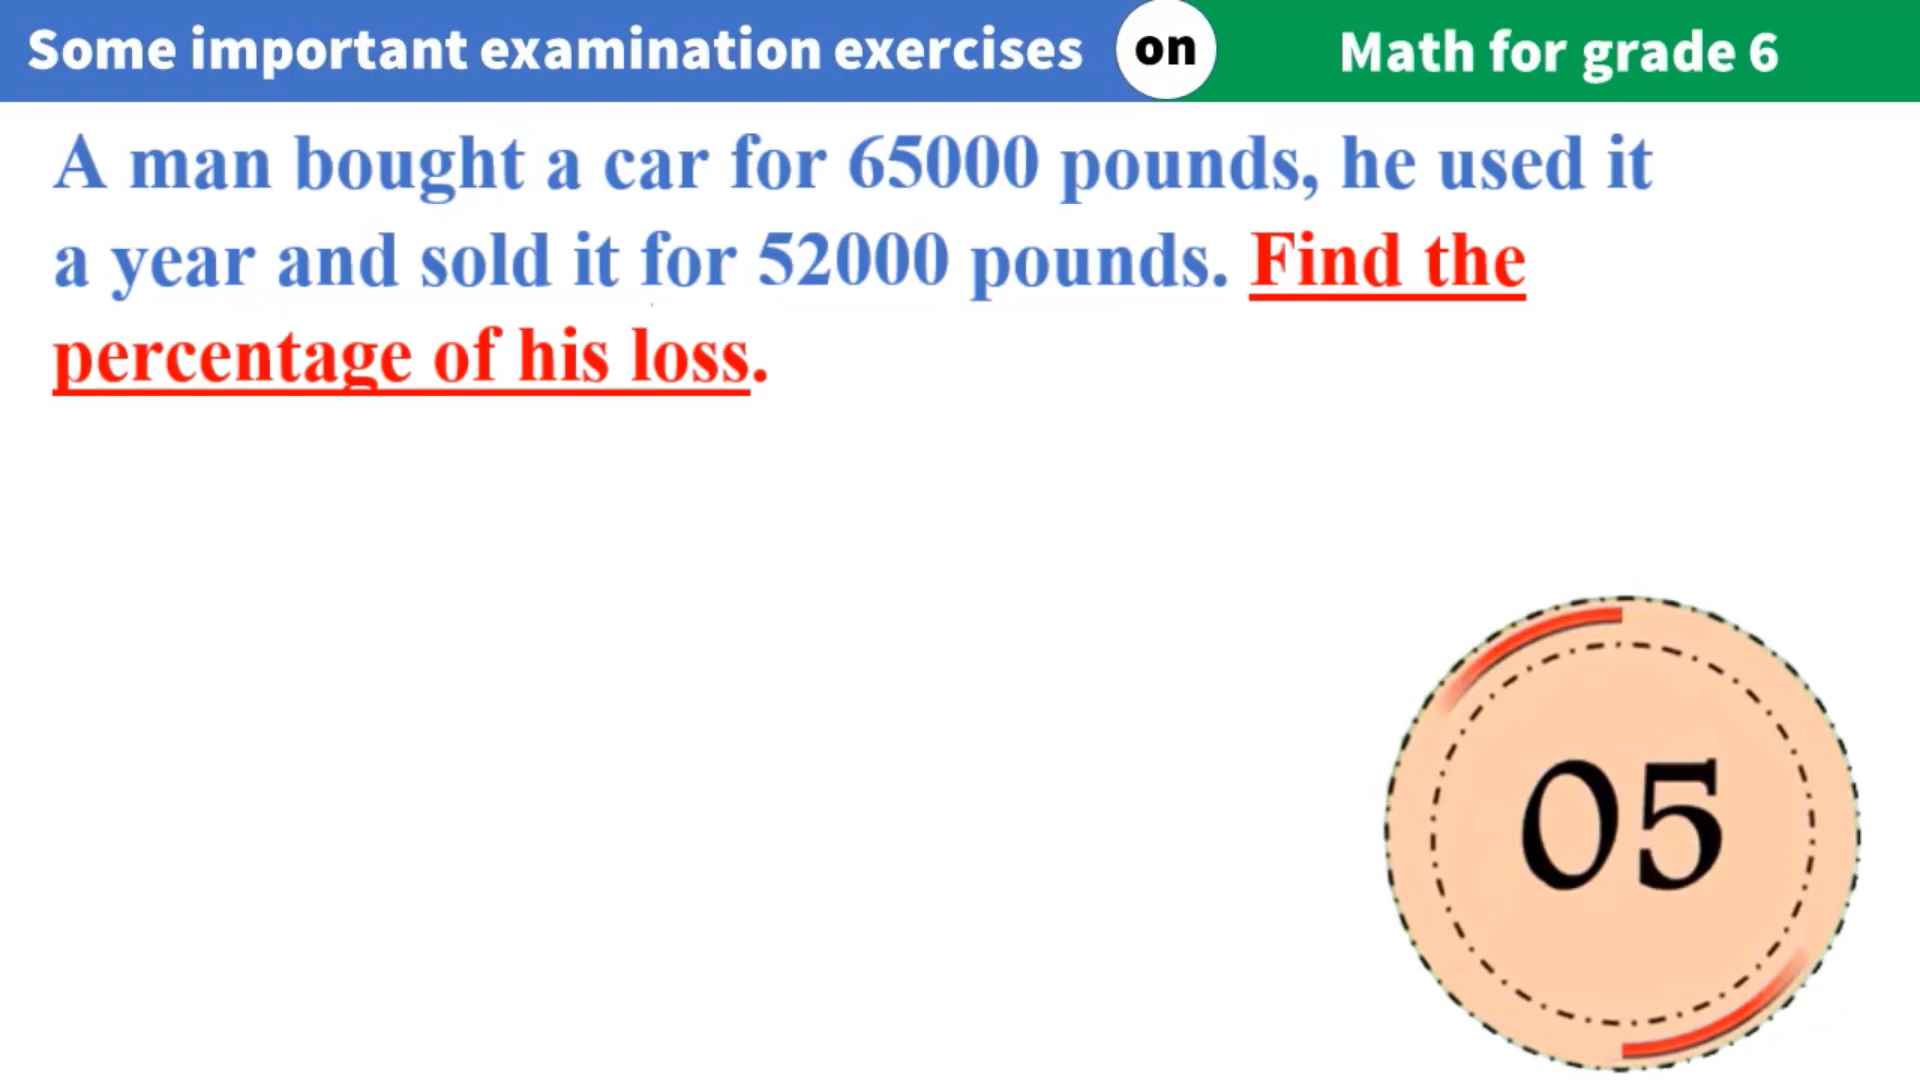 Some important examination exercises on Math for grade 6
A man bought a car for 65000 pounds, he used it
a year and sold it for 52000 pounds. Find the
percentage of his loss.
05